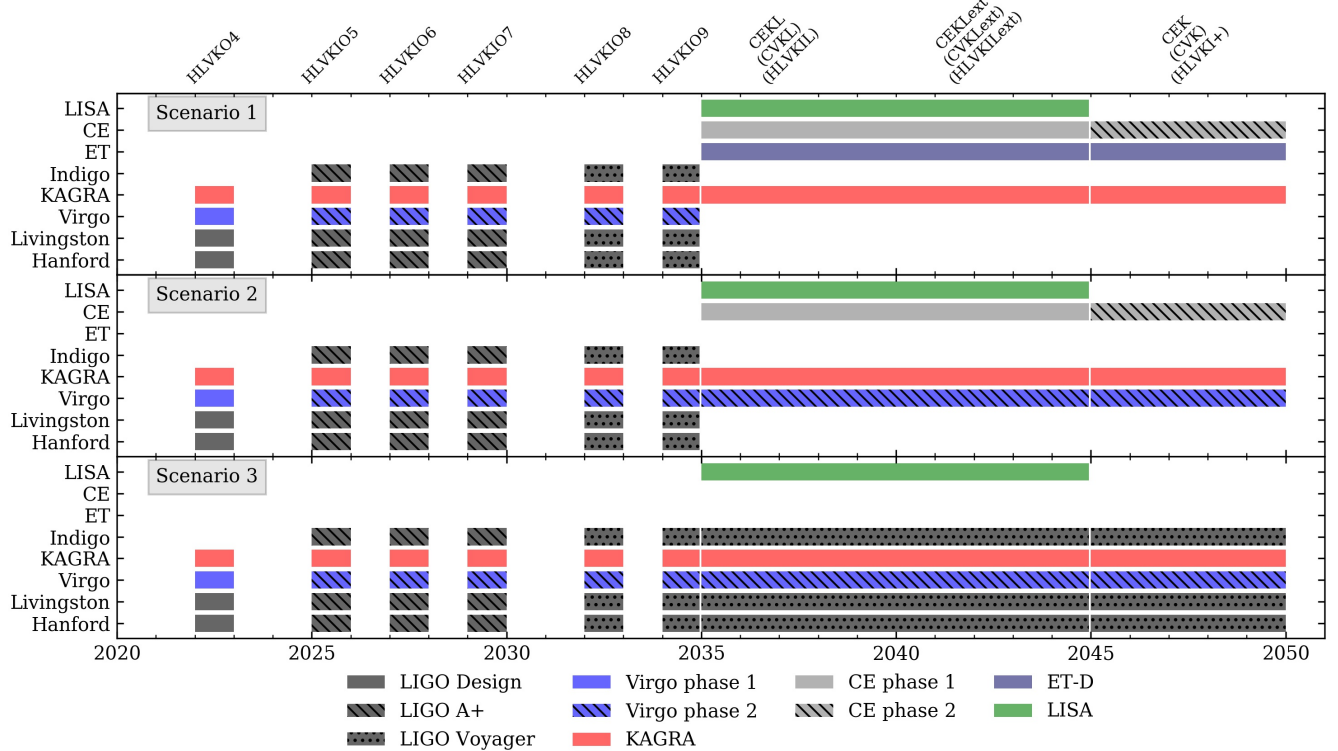 HLVKO4
HLVKIO5
HLVKIO6
HLVKIO7
HLVKIO8
HLVKIO9
CEKL
(CVKL)
(HLVKIL)
CEKLext
(CVKLext)
(HLVKILext)
CEK
(CVK)
(HLVKI+)
Scenario 1
LISA
CE
ET
Indigo
KAGRA
Virgo
Livingston
Hanford
Scenario 2
LISA
CE
ET
Indigo
KAGRA
Virgo
Livingston
Hanford
Scenario 3
LISA
CE
ET
Indigo
KAGRA
Virgo
Livingston
Hanford
2020 2025 2030 2035 2040 2045 2050
LIGO Design Virgo phase 1 CE phase 1 ET-D
LIGO A+ Virgo phase 2 CE phase 2 LISA
LIGO Voyager KAGRA